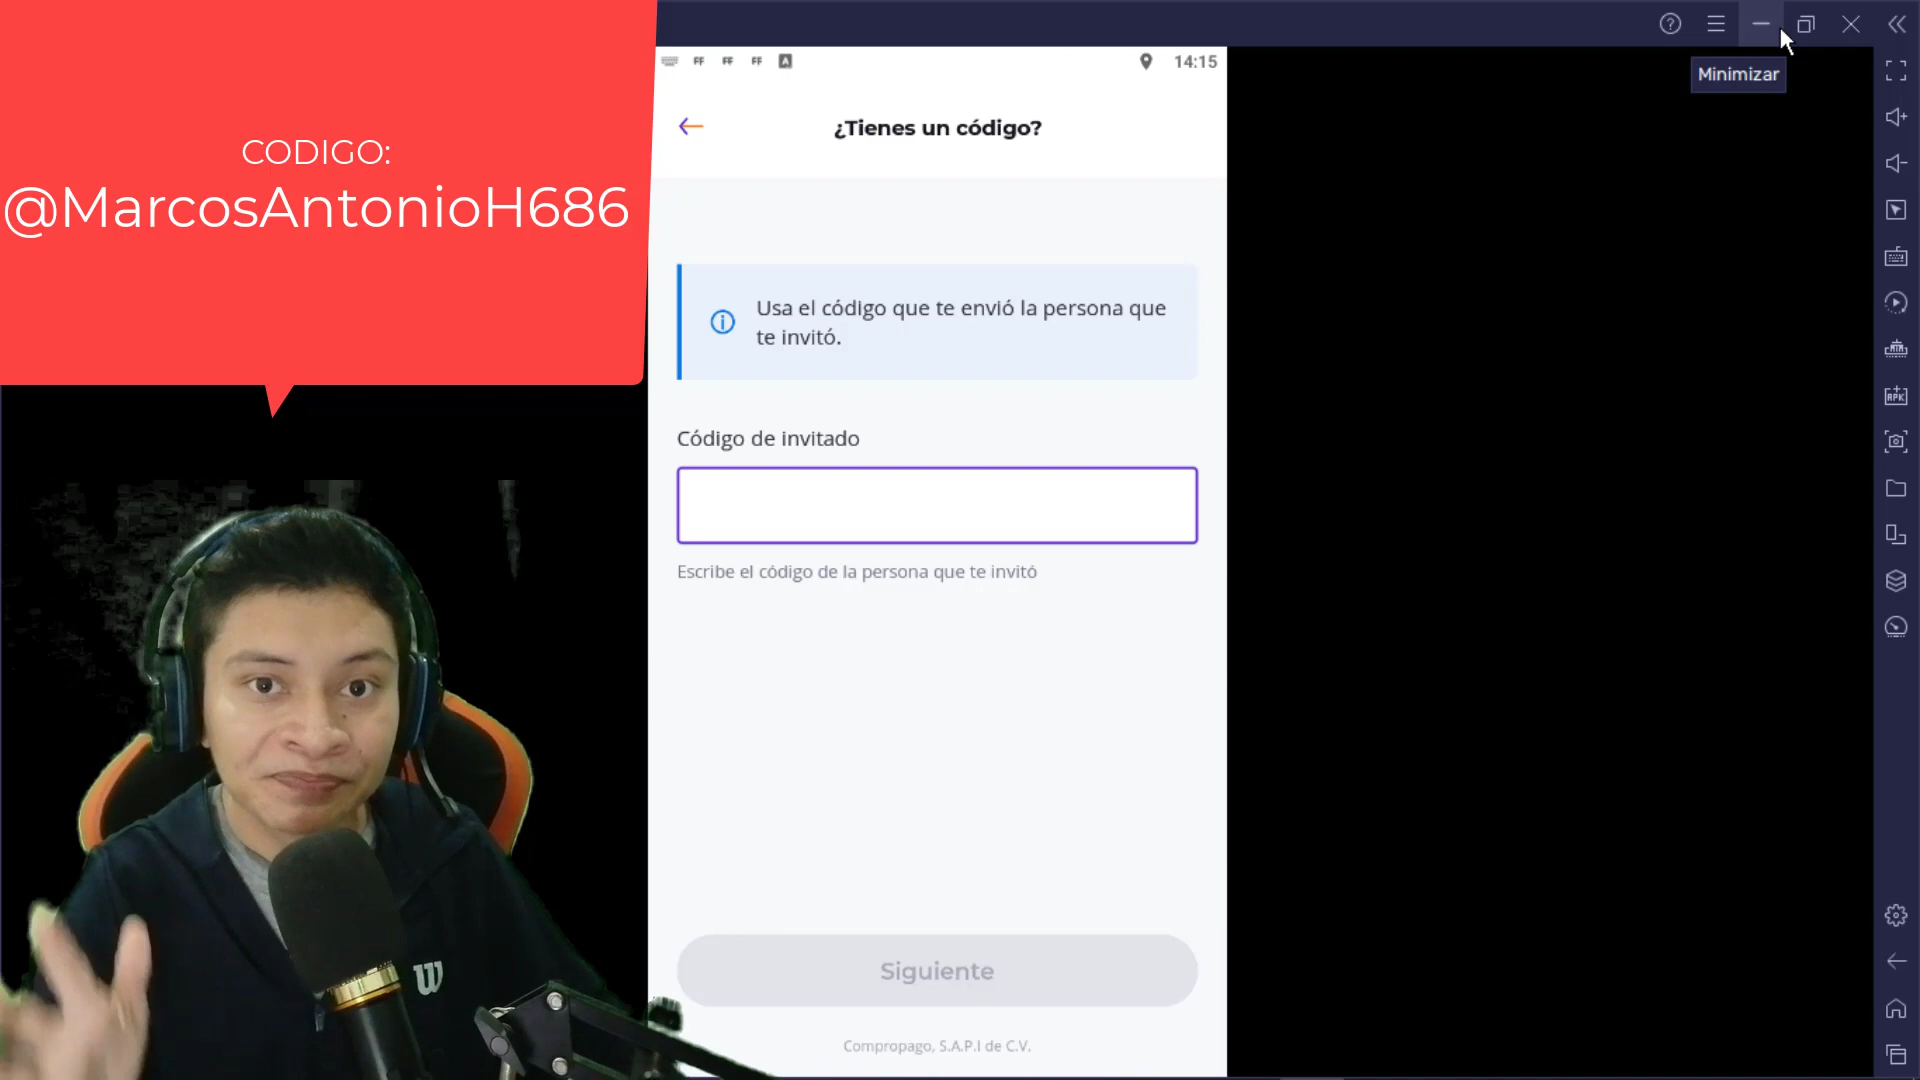 CODIGO:
@MarcosAntonioH686
14:15
Minimizar
¿Tienes un código?
Usa el código que te envió la persona que
te invitó.
Código de invitado
Escribe el código de la persona que te invitó
Siguiente
Compropago, S.A.P.I de C.V.
W